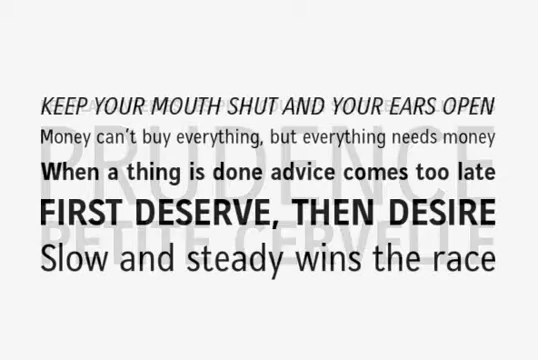 KEEP YOUR MOUTH SHUT AND YOUR EARS OPEN
Money can't buy everything, but everything needs money
When a thing is done advice comes too late
PRUDENCE
FIRST DESERVE, THEN DESIRE
PETITE CERVELLE
Slow and steady wins the race